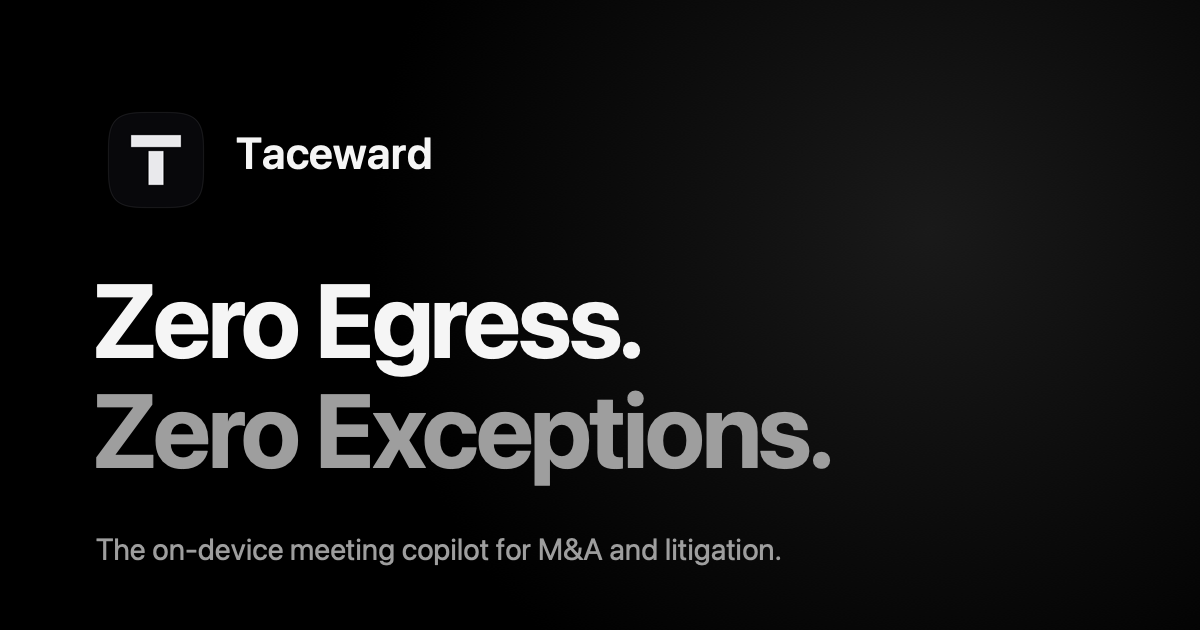 T
Taceward
Zero Egress.
Zero Exceptions.
The on-device meeting copilot for M&A and litigation.